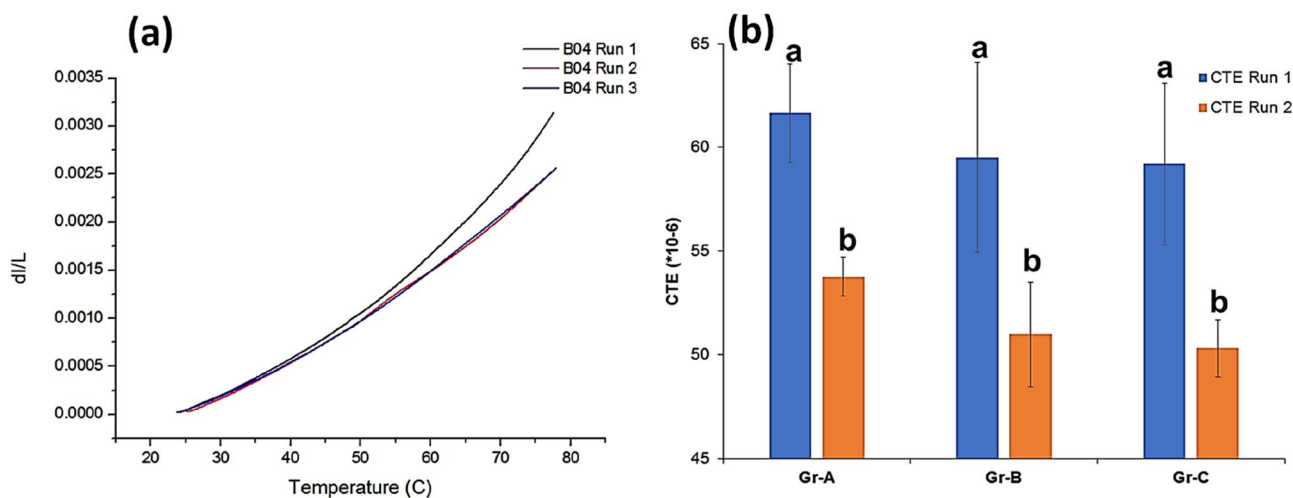 (a)
B04 Run 1
B04 Run 2
B04 Run 3
0.0035
0.0030
0.0025
0.0020
0.0015
0.0010
0.0005
0.0000
dl/L
20 30 40 50 60 70 80
Temperature (C)
(b)
CTE Run 1
CTE Run 2
65
60
55
50
45
CTE (*10-6)
a
b
a
b
a
b
Gr-A Gr-B Gr-C